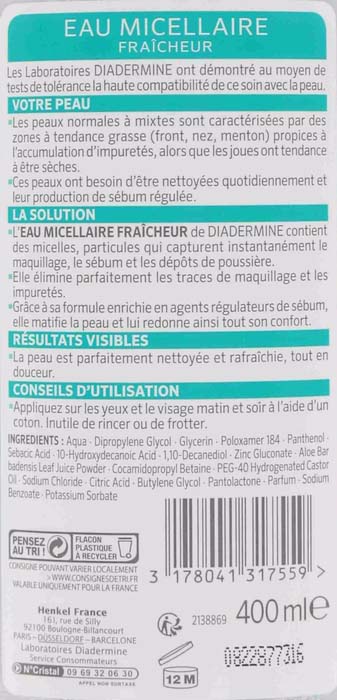 EAU MICELLAIRE
FRAÎCHEUR
Les Laboratoires DIADERMINE ont démontré au moyen de
tests de tolérance la haute compatibilité de ce soin avec la peau.
VOTRE PEAU
Les peaux normales à mixtes sont caractérisées par des
zones à tendance grasse (front, nez, menton) propices à
l'accumulation d'impuretés, alors que les joues ont tendance
à être sèches.
Ces peaux ont besoin d'être nettoyées quotidiennement et
leur production de sébum régulée.
LA SOLUTION
L'EAU MICELLAIRE FRAÎCHEUR de DIADERMINE contient
des micelles, particules qui capturent instantanément le
maquillage, le sébum et les dépôts de poussière.
Elle élimine parfaitement les traces de maquillage et les
impuretés.
Grâce à sa formule enrichie en agents régulateurs de sébum,
elle matifie la peau et lui redonne ainsi tout son confort.
RÉSULTATS VISIBLES
La peau est parfaitement nettoyée et rafraîchie, tout en
douceur.
CONSEILS D'UTILISATION
Appliquez sur les yeux et le visage matin et soir à l'aide d'un
coton. Inutile de rincer ou de frotter.
INGREDIENTS : Aqua · Dipropylene Glycol · Glycerin · Poloxamer 184 · Panthenol ·
Sebacic Acid · 10-Hydroxydecanoic Acid · 1,10-Decanediol · Zinc Gluconate · Aloe Bar
badensis Leaf Juice Powder · Cocamidopropyl Betaine · PEG-40 Hydrogenated Castor
Oil · Sodium Chloride · Citric Acid · Butylene Glycol · Pantolactone · Parfum · Sodium
Benzoate · Potassium Sorbate
PENSEZ
AU TRI !
FLACON
PLASTIQUE
À RECYCLER
CONSIGNE POUVANT VARIER LOCALEMENT
> WWW.CONSIGNESDETRI.FR
VALABLE UNIQUEMENT POUR LA FRANCE
3 178041 317559 >
Henkel France
161, rue de Silly
92100 Boulogne-Billancourt
PARIS - DÜSSELDORF - BARCELONE
Laboratoires Diadermine
Service Consommateurs
N°Cristal 09 69 32 06 30
APPEL NON SURTAXÉ
2138869
400 ml e
12 M
0822877316